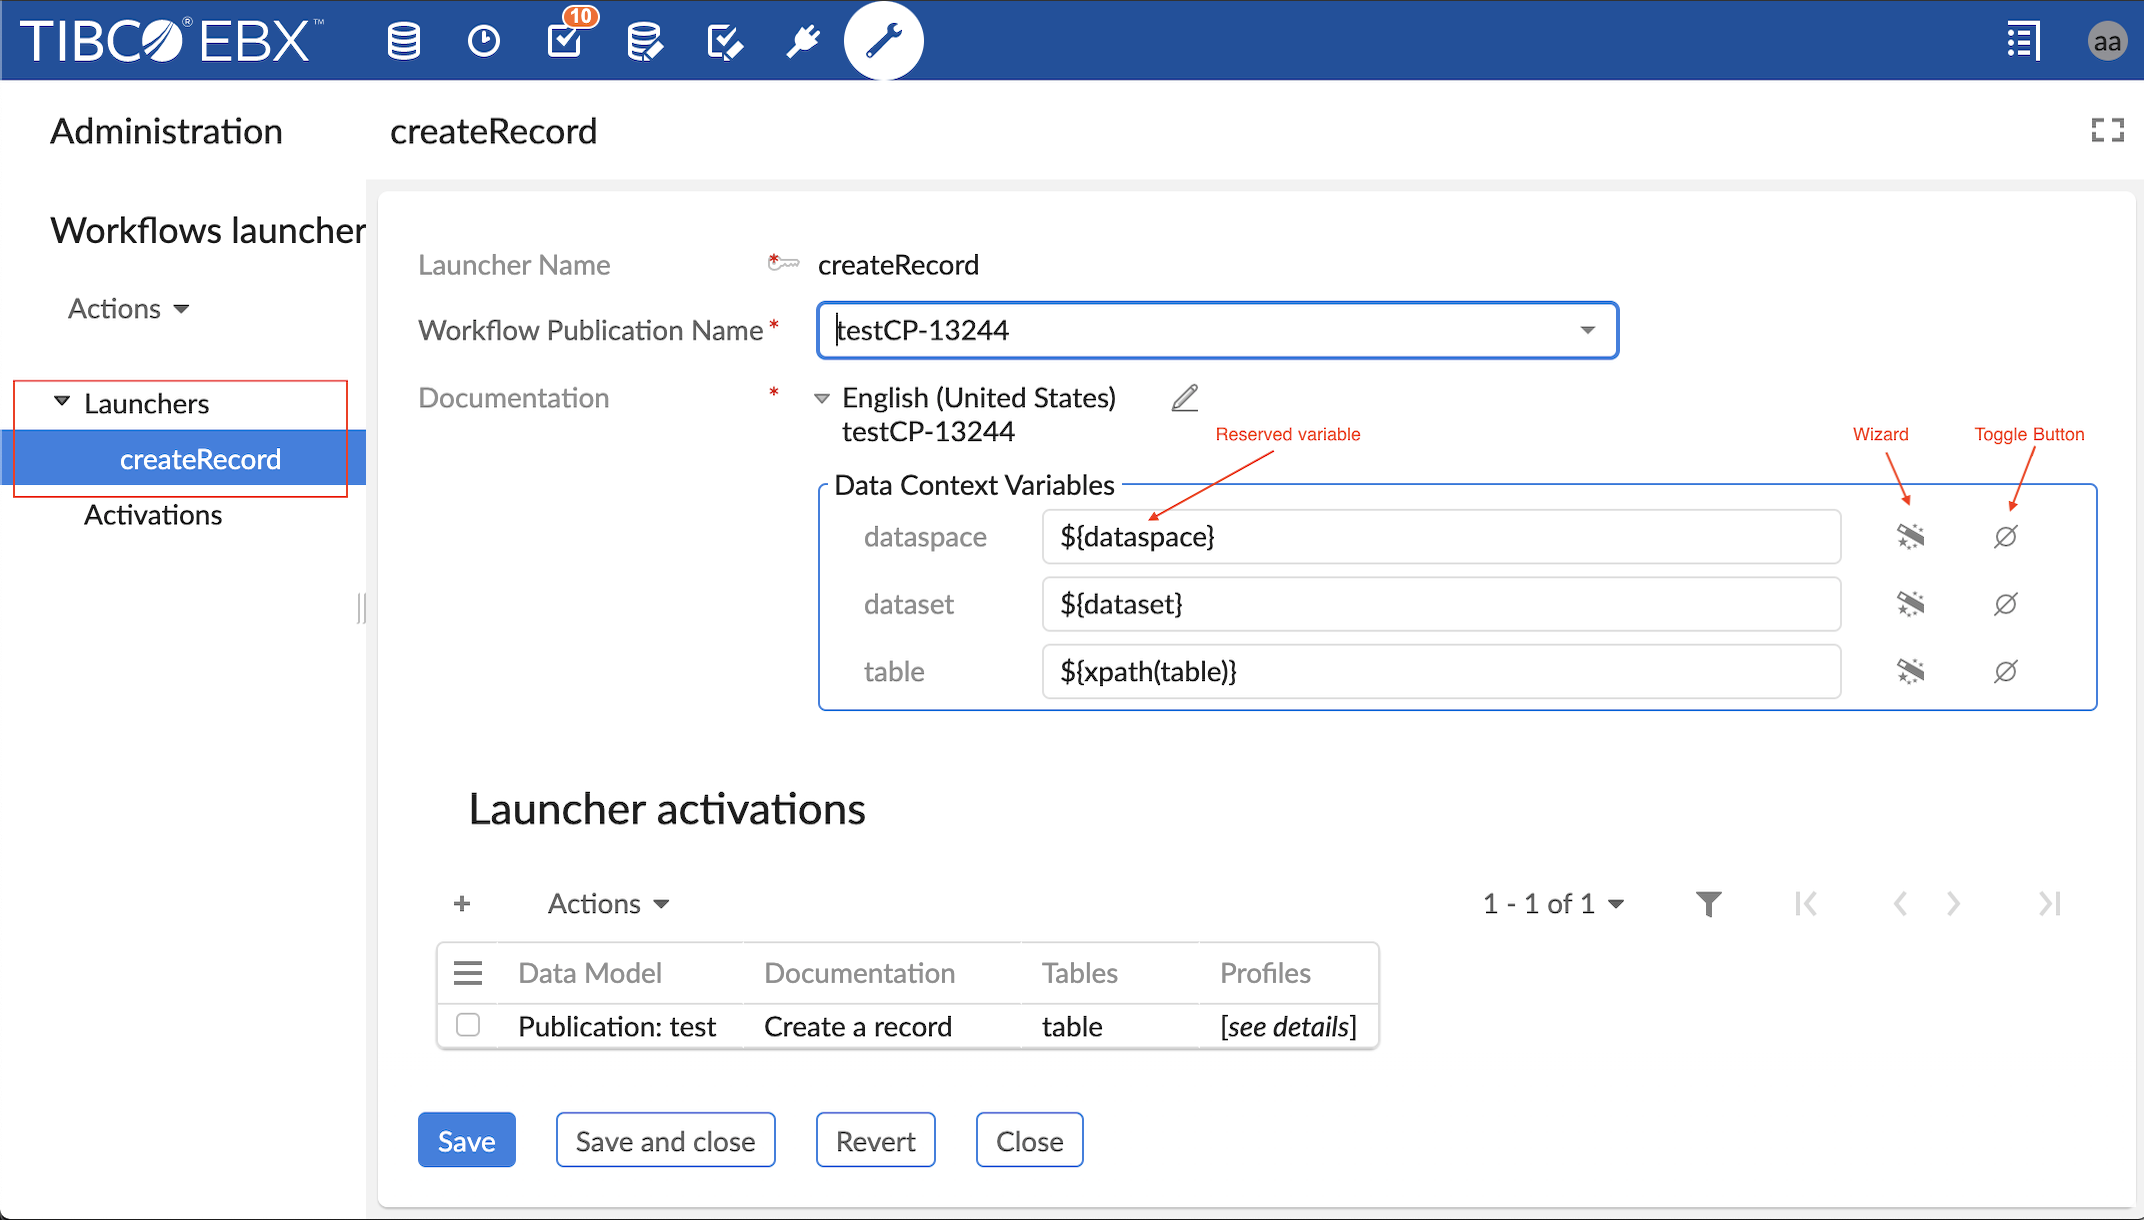 TIBCO® EBX™
10
aa
Administration
createRecord
Workflows launcher
Actions
Launchers
createRecord
Activations
Launcher Name * createRecord
Workflow Publication Name * testCP-13244
Documentation * English (United States)
testCP-13244
Reserved variable
Wizard
Toggle Button
Data Context Variables
dataspace ${dataspace}
dataset ${dataset}
table ${xpath(table)}
Launcher activations
+ Actions 1 - 1 of 1
Data Model Documentation Tables Profiles
Publication: test Create a record table [see details]
Save Save and close Revert Close